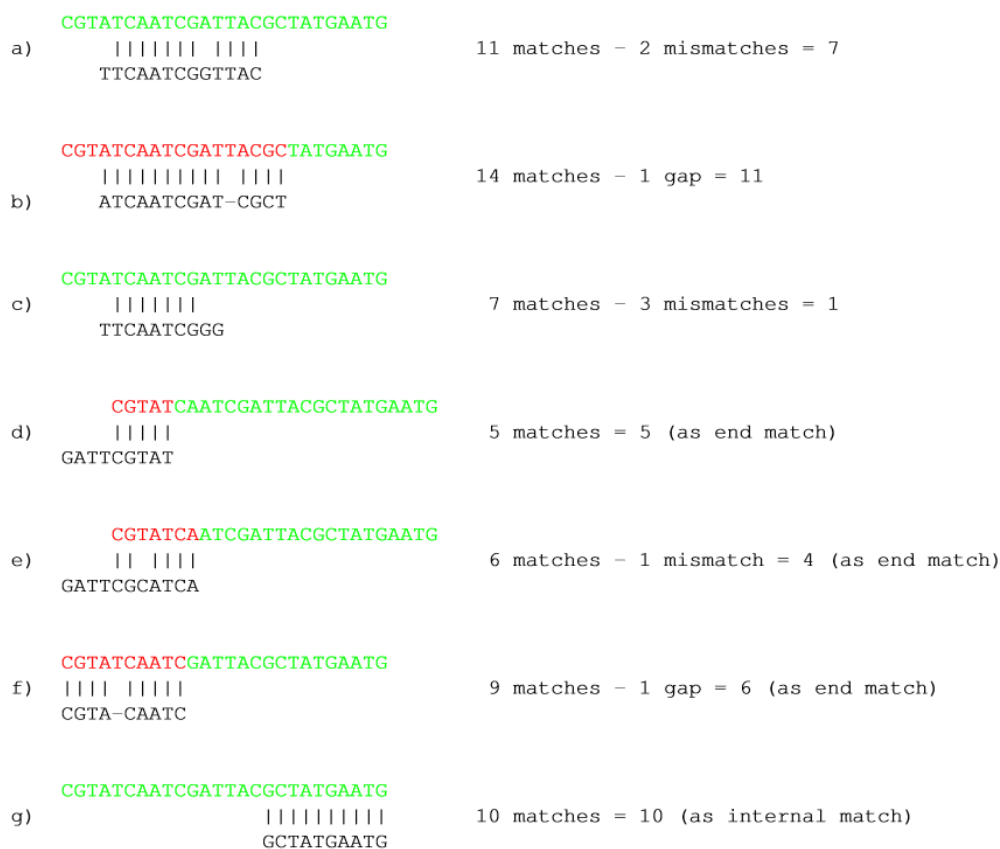 CGTATCAATCGATTACGCTATGAATG
a) ||||||| |||| 11 matches – 2 mismatches = 7
TTCAATCGGTTAC
CGTATCAATCGATTACGCTATGAATG
|||||||||| |||| 14 matches – 1 gap = 11
b) ATCAATCGAT–CGCT
CGTATCAATCGATTACGCTATGAATG
c) ||||||| 7 matches – 3 mismatches = 1
TTCAATCGGG
CGTATCAATCGATTACGCTATGAATG
d) ||||| 5 matches = 5 (as end match)
GATTCGTAT
CGTATCAATCGATTACGCTATGAATG
e) || |||| 6 matches – 1 mismatch = 4 (as end match)
GATTCGCATCA
CGTATCAATCGATTACGCTATGAATG
f) |||| ||||| 9 matches – 1 gap = 6 (as end match)
CGTA–CAATC
CGTATCAATCGATTACGCTATGAATG
g) |||||||||| 10 matches = 10 (as internal match)
GCTATGAATG